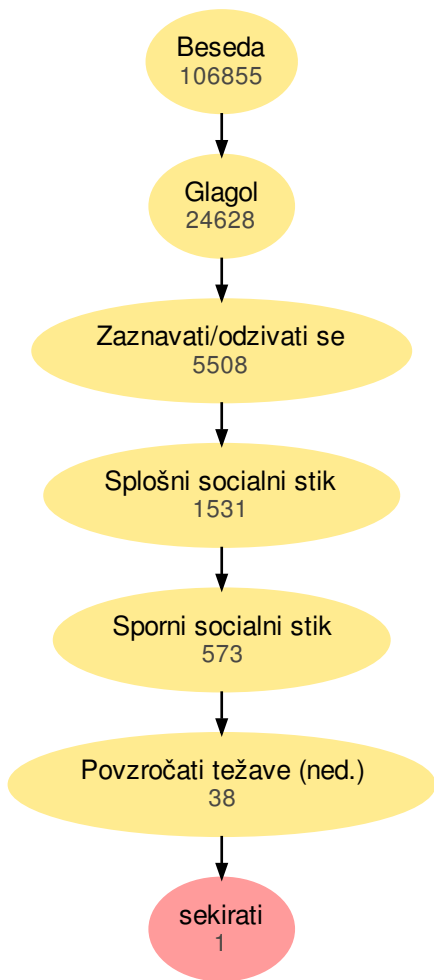 Beseda
106855
Glagol
24628
Zaznavati/odzivati se
5508
Splošni socialni stik
1531
Sporni socialni stik
573
Povzročati težave (ned.)
38
sekirati
1